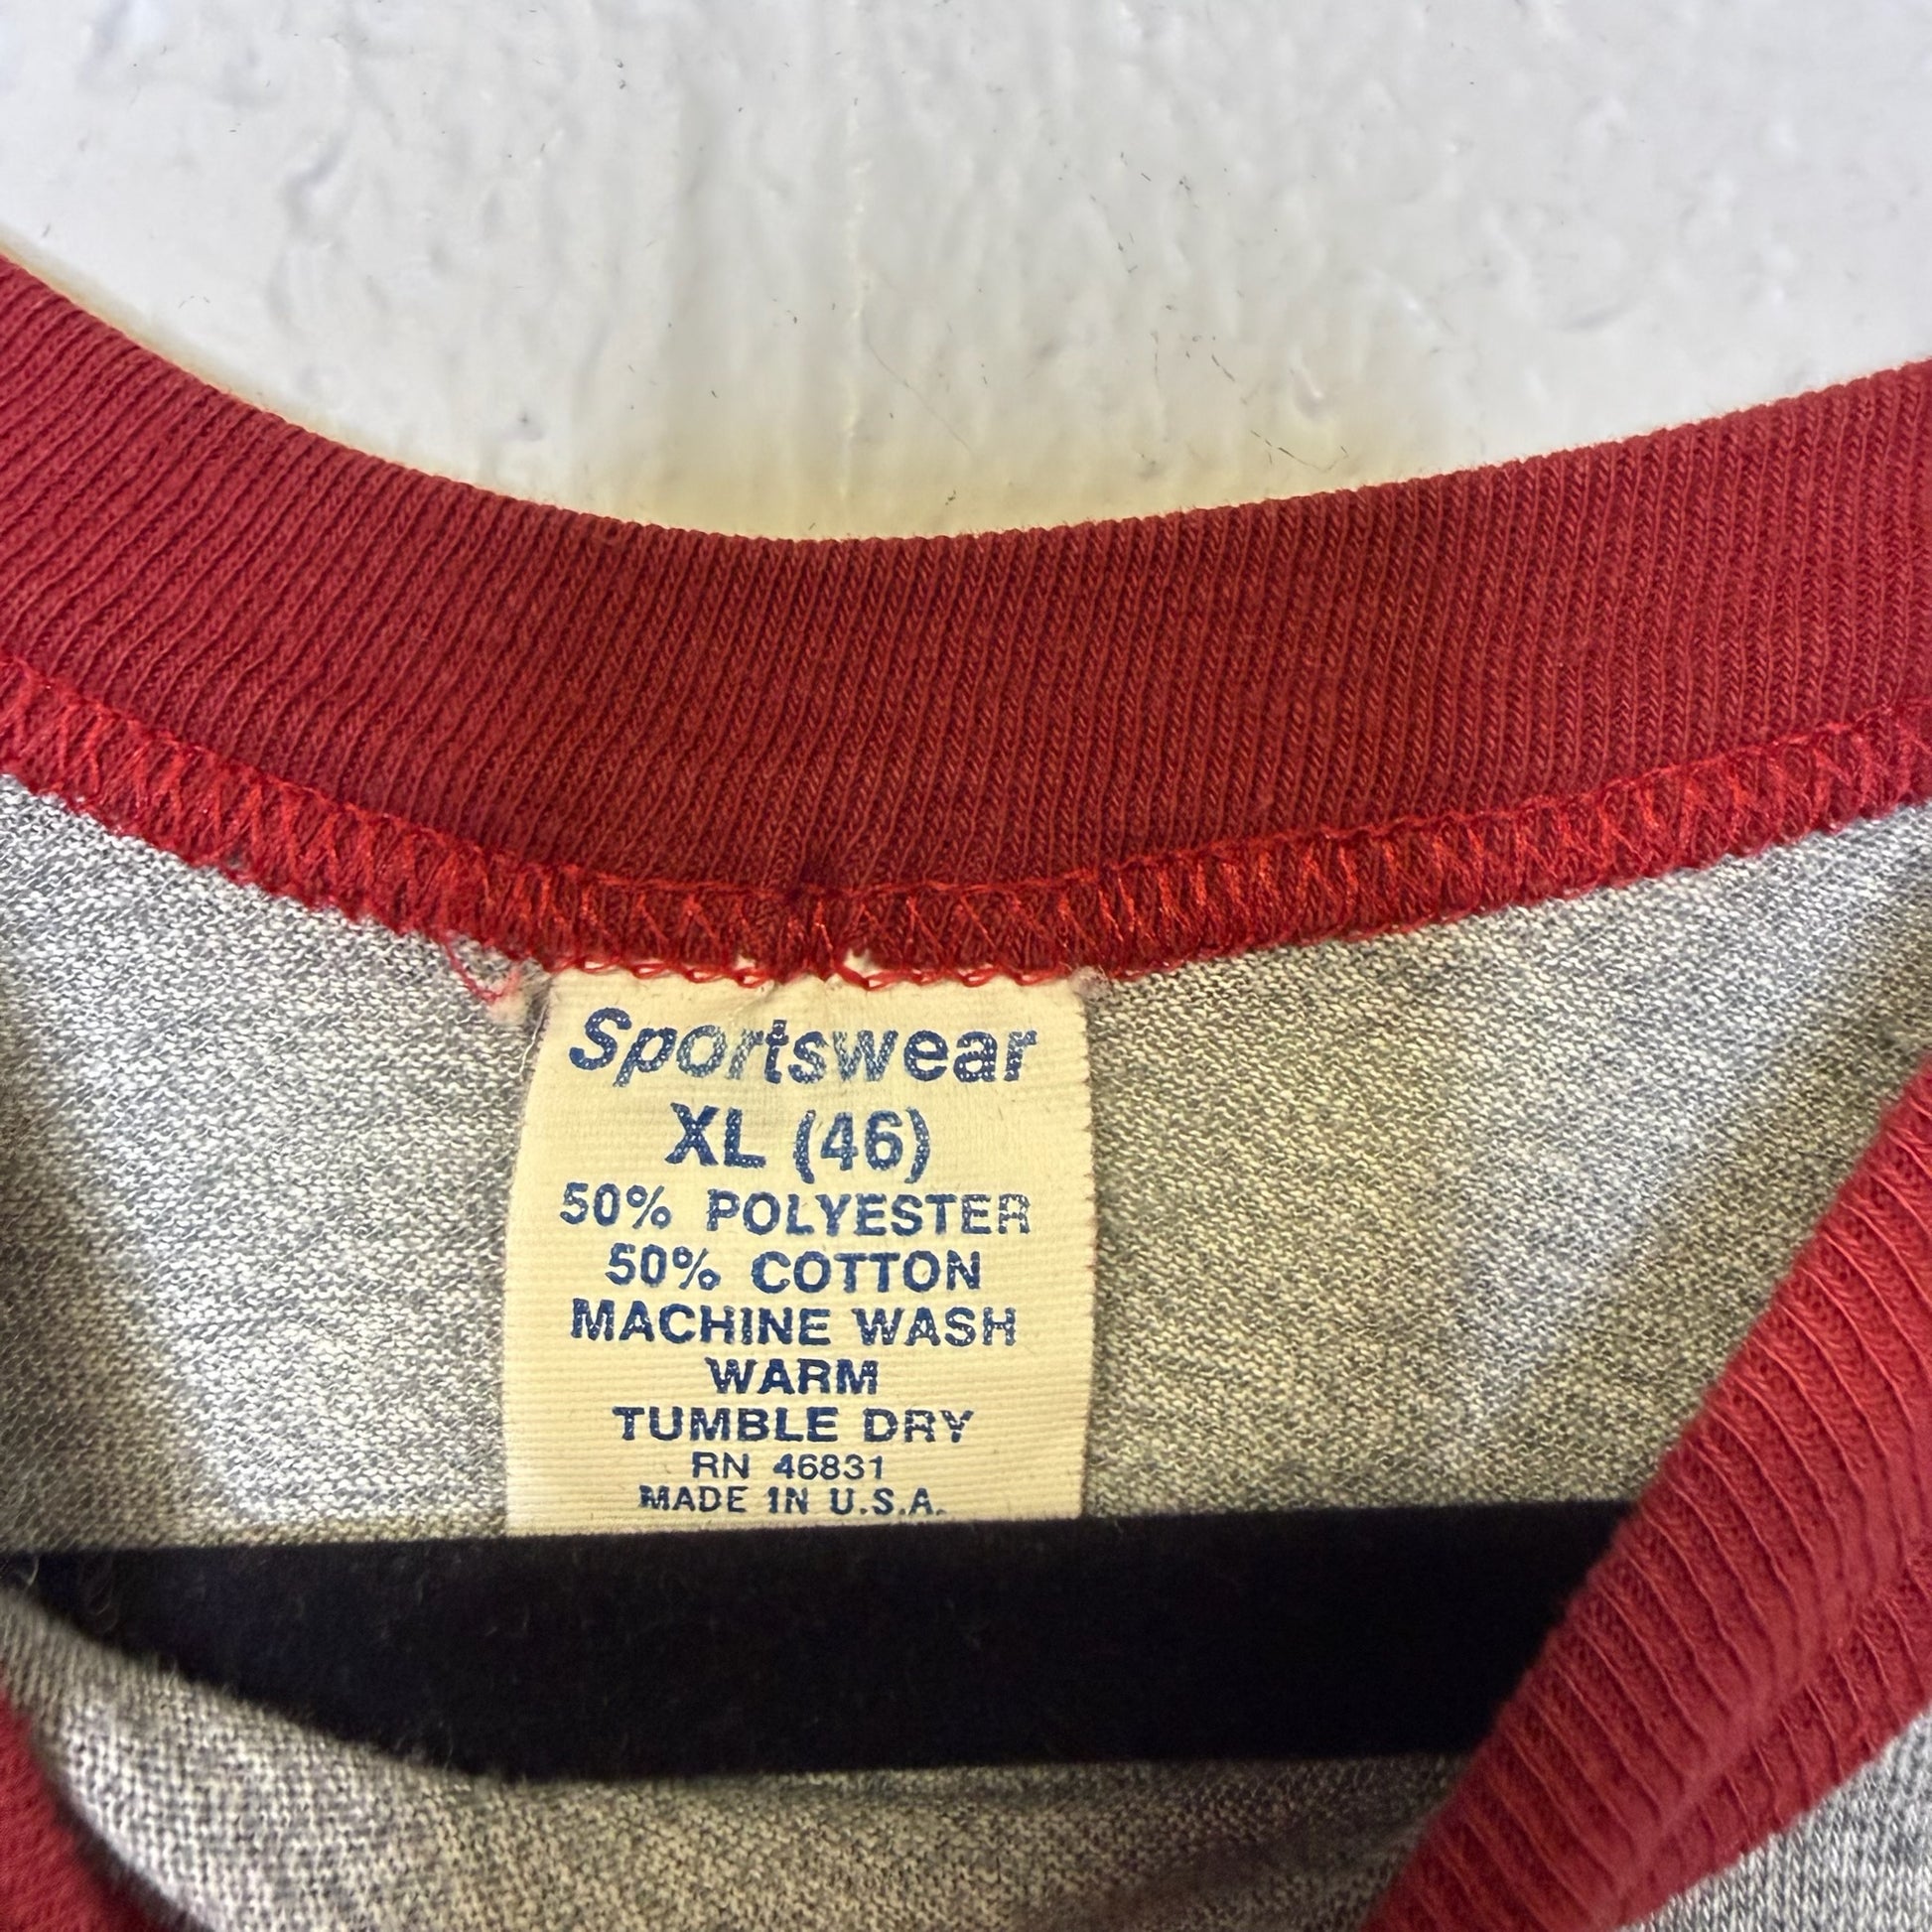 Sportswear
XL (46)
50% POLYESTER
50% COTTON
MACHINE WASH
WARM
TUMBLE DRY
RN 46831
MADE IN U.S.A.